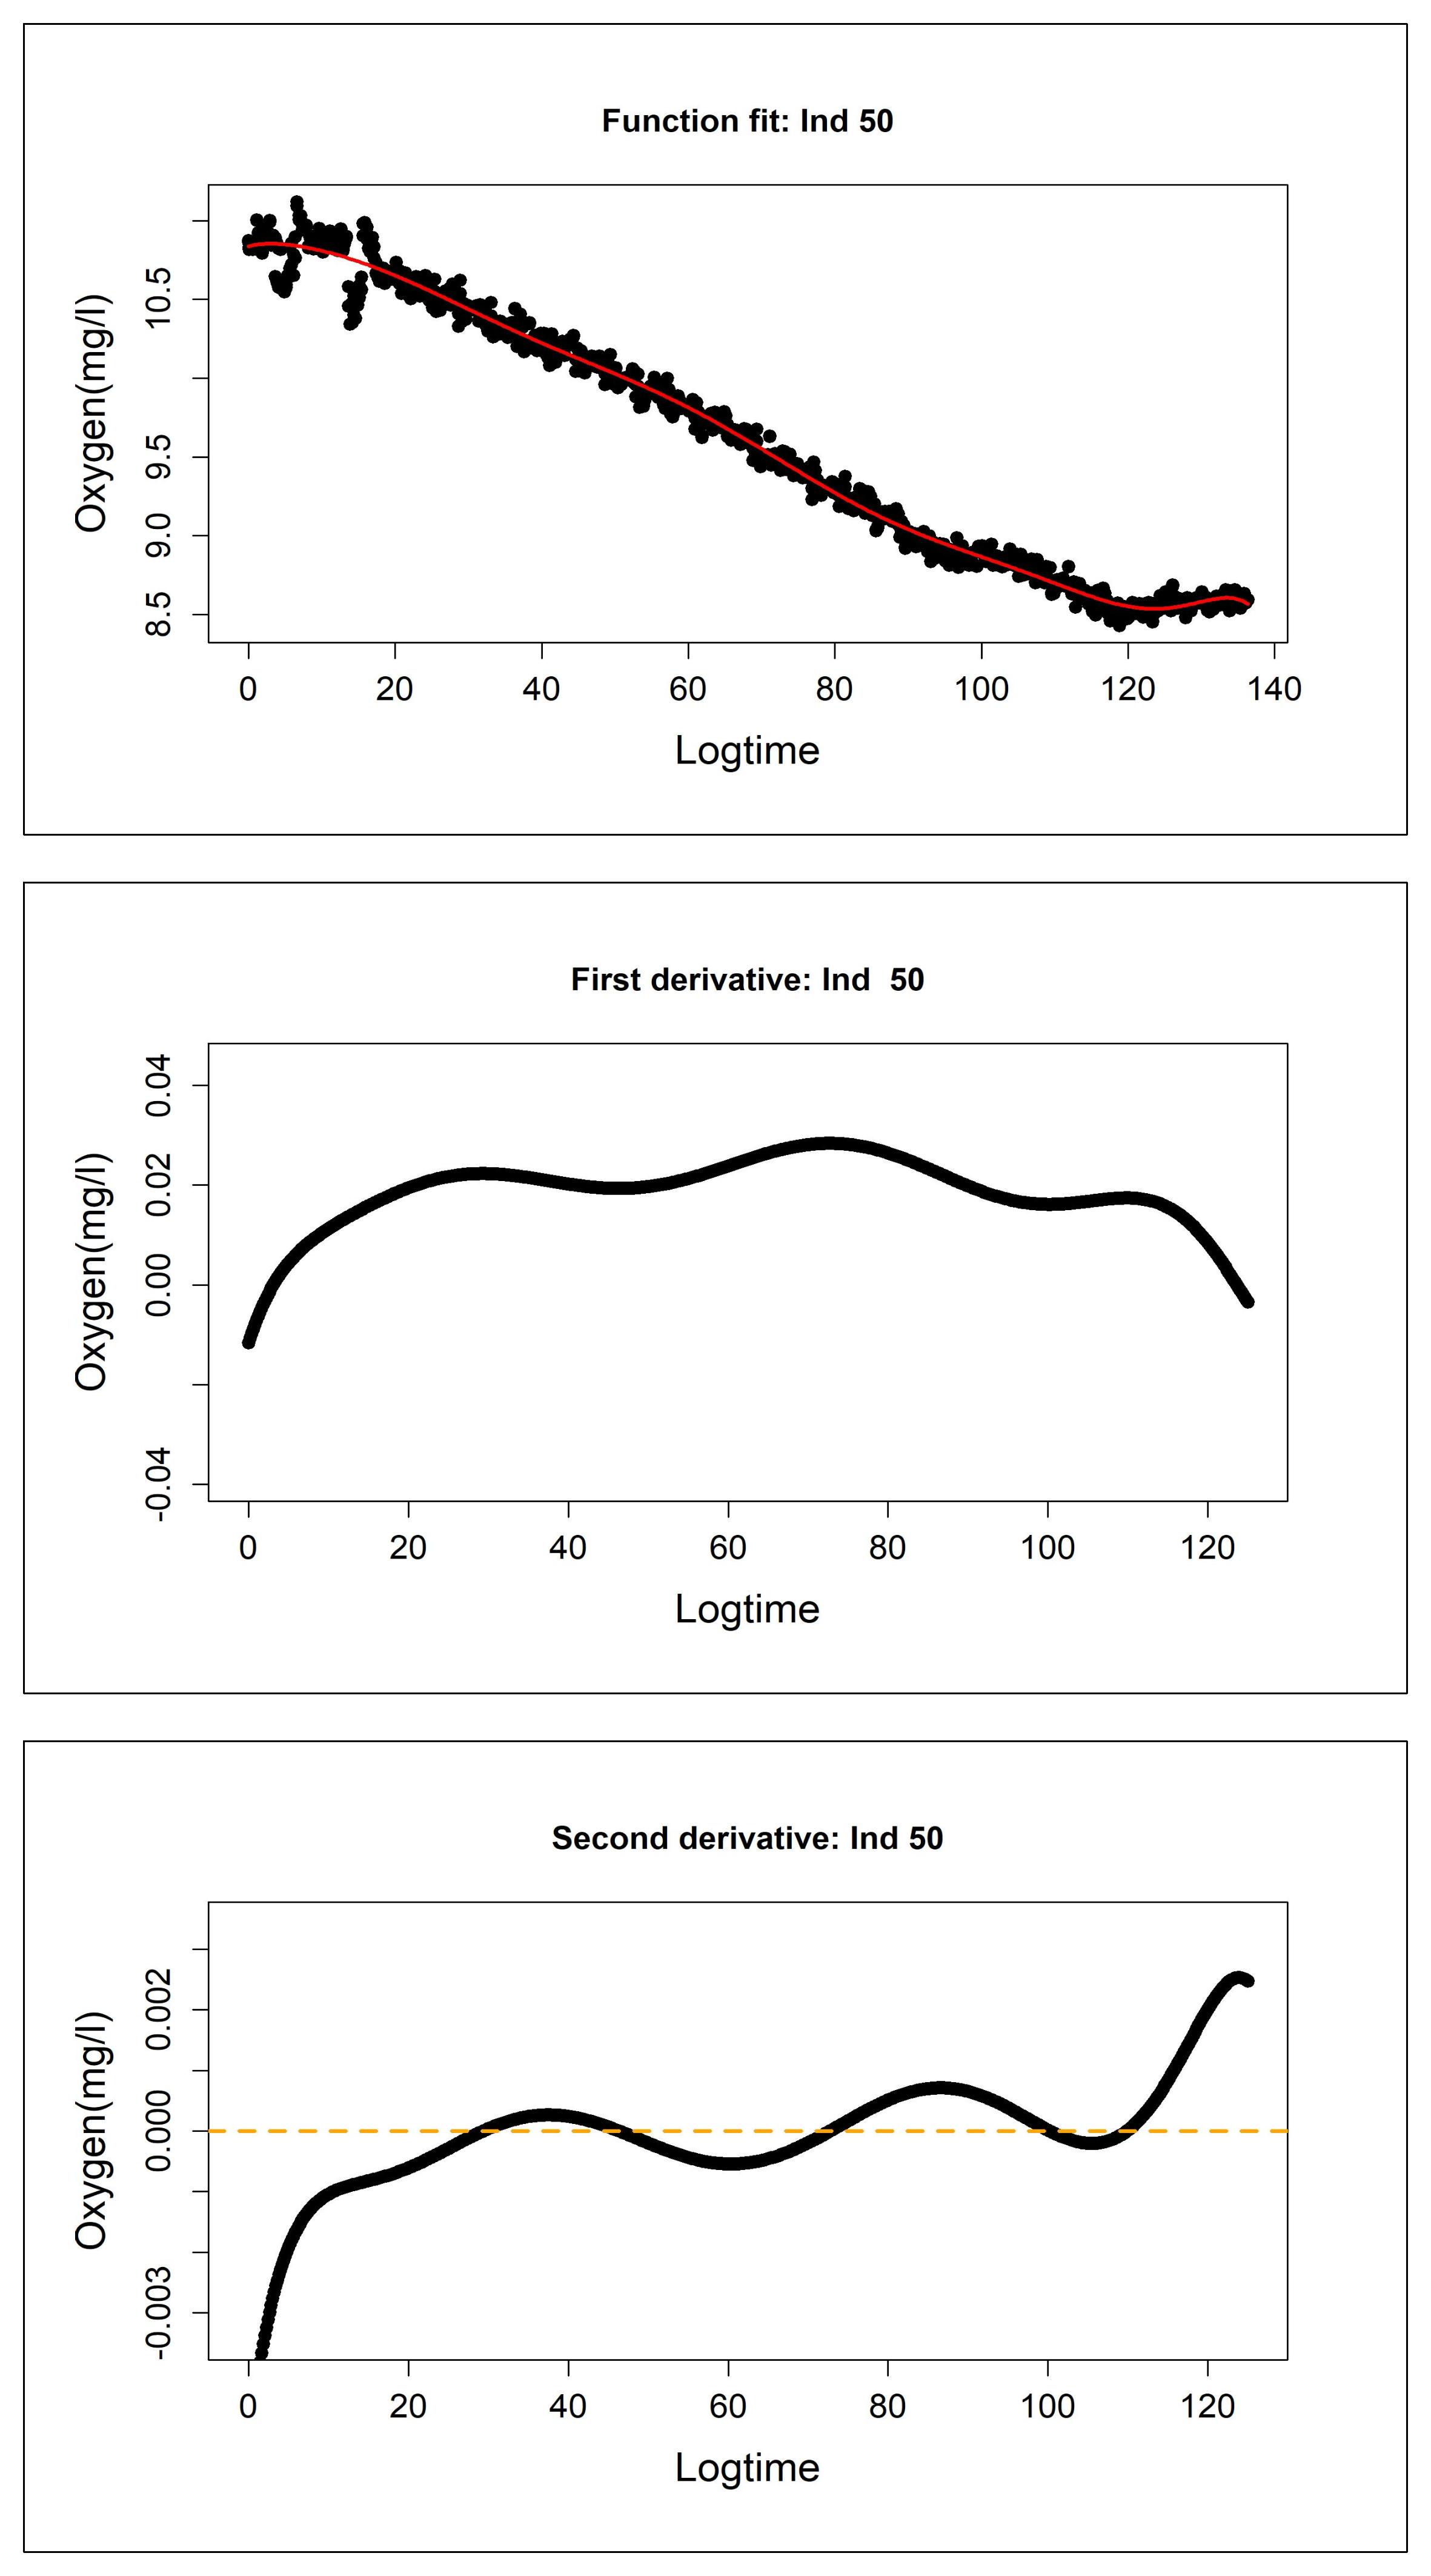 Function fit: Ind 50
Oxygen(mg/l)
10.5
9.5
9.0
8.5
0 20 40 60 80 100 120 140
Logtime
First derivative: Ind  50
Oxygen(mg/l)
0.04
0.02
0.00
-0.04
0 20 40 60 80 100 120
Logtime
Second derivative: Ind 50
Oxygen(mg/l)
0.002
0.000
-0.003
0 20 40 60 80 100 120
Logtime